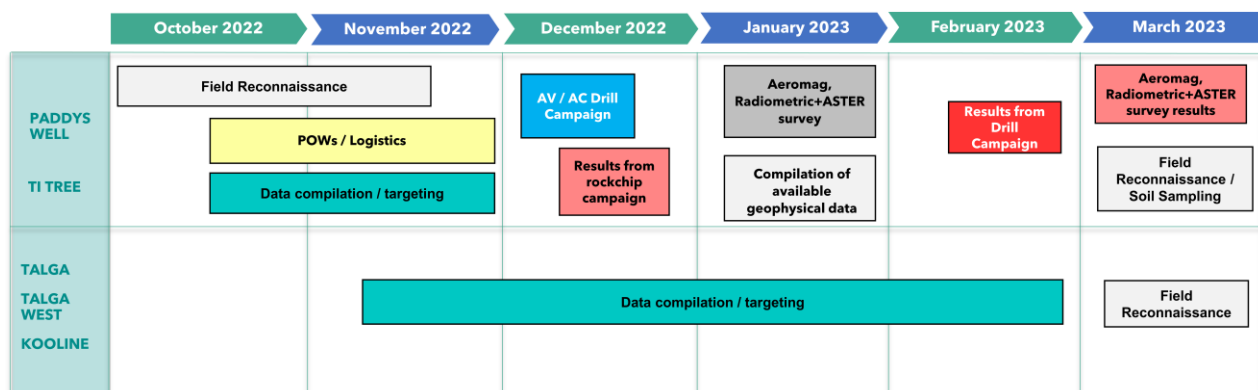 October 2022
November 2022
December 2022
January 2023
February 2023
March 2023
PADDYS
WELL
TI TREE
Field Reconnaissance
POWs / Logistics
Data compilation / targeting
AV / AC Drill
Campaign
Results from
rockchip
campaign
Aeromag,
Radiometric+ASTER
survey
Compilation of
available
geophysical data
Results from
Drill
Campaign
Aeromag,
Radiometric+ASTER
survey results
Field
Reconnaissance /
Soil Sampling
TALGA
TALGA
WEST
KOOLINE
Data compilation / targeting
Field
Reconnaissance